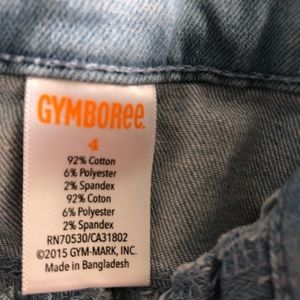 GYMBOREE
4
92% Cotton
6% Polyester
2% Spandex
92% Coton
6% Polyester
2% Spandex
RN70530/CA31802
©2015 GYM-MARK, INC.
Made in Bangladesh